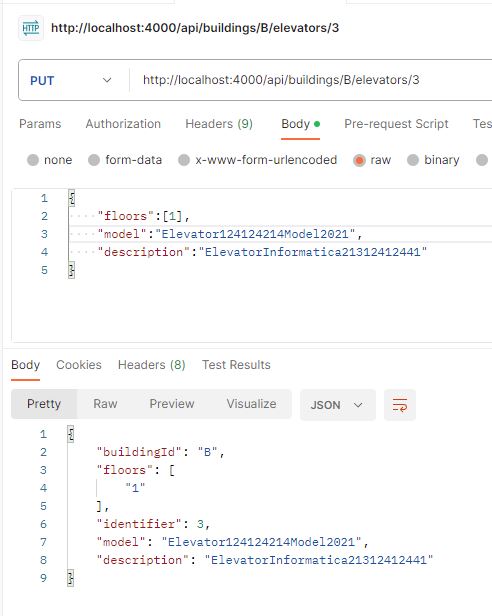 HTTP http://localhost:4000/api/buildings/B/elevators/3
PUT http://localhost:4000/api/buildings/B/elevators/3
Params Authorization Headers (9) Body Pre-request Script Tes
none form-data x-www-form-urlencoded raw binary
1 {
2 ····"floors":[1],
3 ····"model":"Elevator124124214Model2021",
4 ····"description":"ElevatorInformatica21312412441"
5 }
Body Cookies Headers (8) Test Results
Pretty Raw Preview Visualize JSON
1 {
2 "buildingId": "B",
3 "floors": [
4 "1"
5 ],
6 "identifier": 3,
7 "model": "Elevator124124214Model2021",
8 "description": "ElevatorInformatica21312412441"
9 }